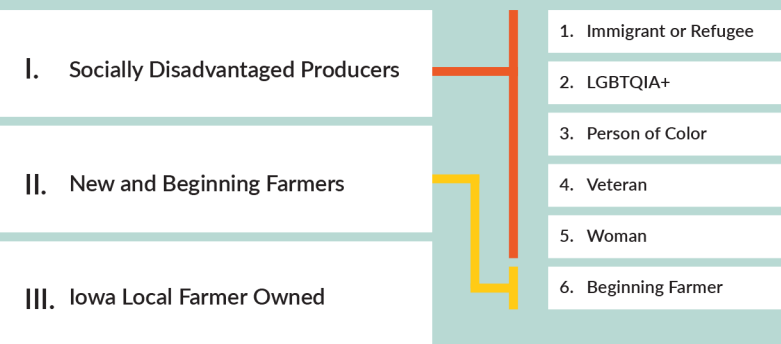 I. Socially Disadvantaged Producers
II. New and Beginning Farmers
III. Iowa Local Farmer Owned
1. Immigrant or Refugee
2. LGBTQIA+
3. Person of Color
4. Veteran
5. Woman
6. Beginning Farmer